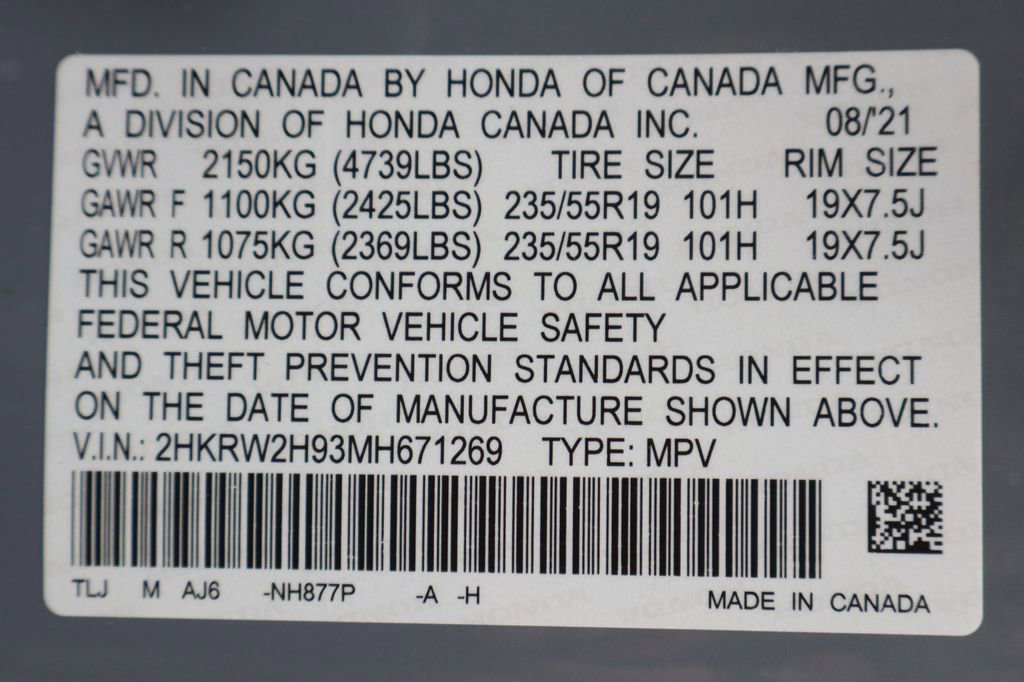 MFD. IN CANADA BY HONDA OF CANADA MFG.,
A DIVISION OF HONDA CANADA INC. 08/'21
GVWR 2150KG (4739LBS) TIRE SIZE RIM SIZE
GAWR F 1100KG (2425LBS) 235/55R19 101H 19X7.5J
GAWR R 1075KG (2369LBS) 235/55R19 101H 19X7.5J
THIS VEHICLE CONFORMS TO ALL APPLICABLE
FEDERAL MOTOR VEHICLE SAFETY
AND THEFT PREVENTION STANDARDS IN EFFECT
ON THE DATE OF MANUFACTURE SHOWN ABOVE.
V.I.N.: 2HKRW2H93MH671269 TYPE: MPV
TLJ M AJ6 -NH877P -A -H MADE IN CANADA